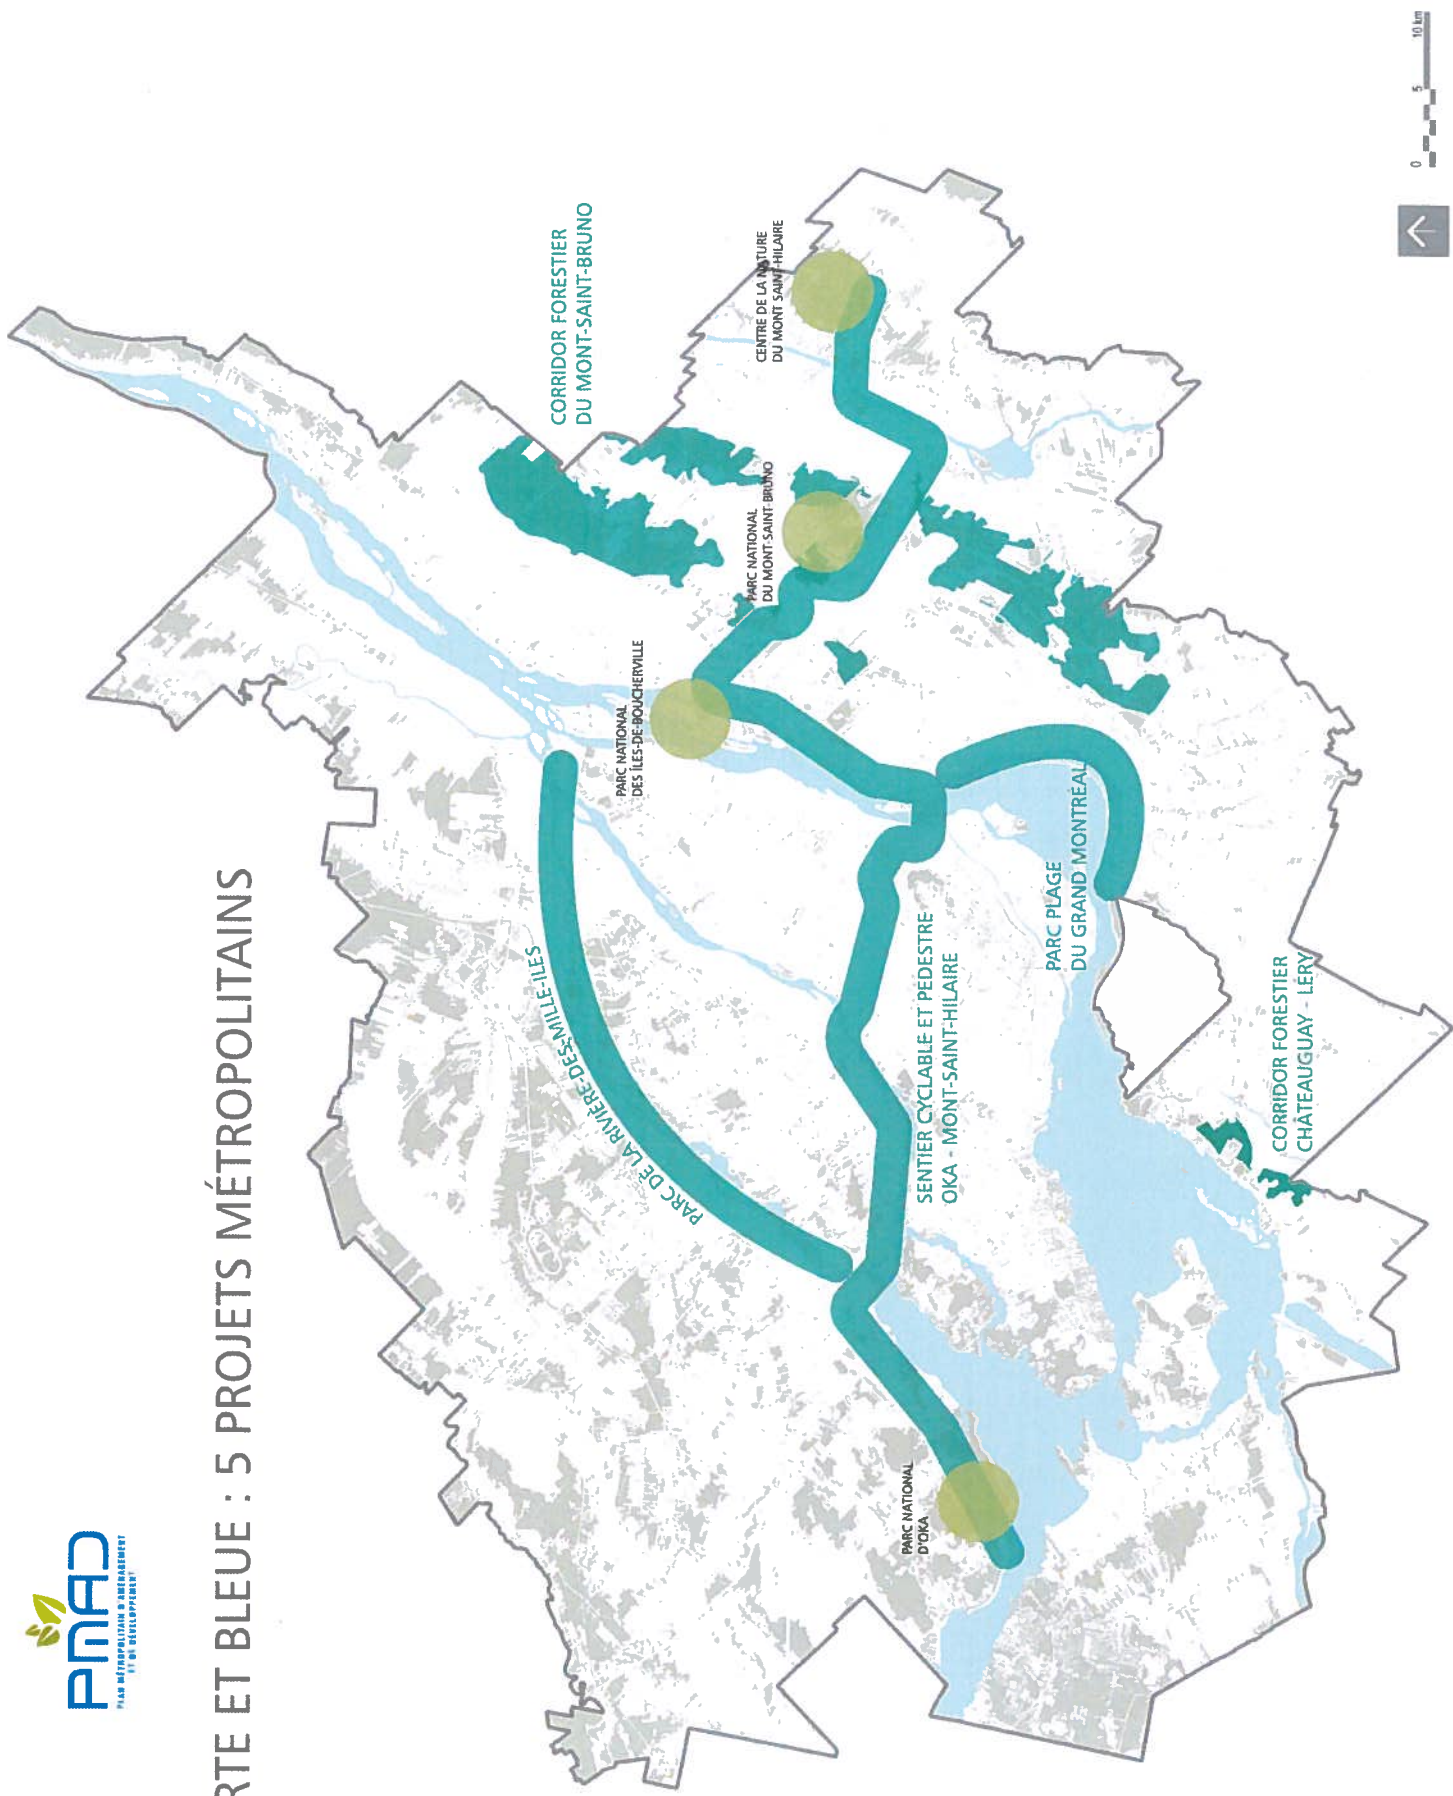 PMAD
PLAN MÉTROPOLITAIN D'AMÉNAGEMENT
ET DE DÉVELOPPEMENT
RTE ET BLEUE : 5 PROJETS MÉTROPOLITAINS
CORRIDOR FORESTIER
DU MONT-SAINT-BRUNO
CENTRE DE LA NATURE
DU MONT SAINT-HILAIRE
PARC NATIONAL
DU MONT-SAINT-BRUNO
PARC NATIONAL
DES ÎLES-DE-BOUCHERVILLE
PARC DE LA RIVIÈRE-DES-MILLE-ILES
SENTIER CYCLABLE ET PEDESTRE
OKA - MONT-SAINT-HILAIRE
PARC PLAGE
DU GRAND MONTREAL
PARC NATIONAL
D'OKA
CORRIDOR FORESTIER
CHATEAUGUAY - LERY
0 5 10 km